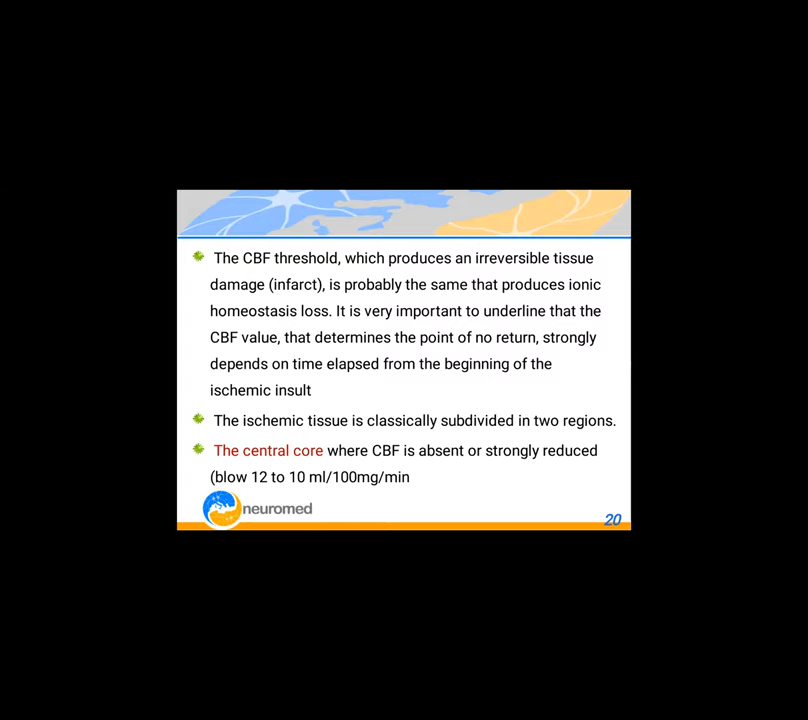 The CBF threshold, which produces an irreversible tissue
damage (infarct), is probably the same that produces ionic
homeostasis loss. It is very important to underline that the
CBF value, that determines the point of no return, strongly
depends on time elapsed from the beginning of the
ischemic insult
The ischemic tissue is classically subdivided in two regions.
The central core where CBF is absent or strongly reduced
(blow 12 to 10 ml/100mg/min
neuromed
20